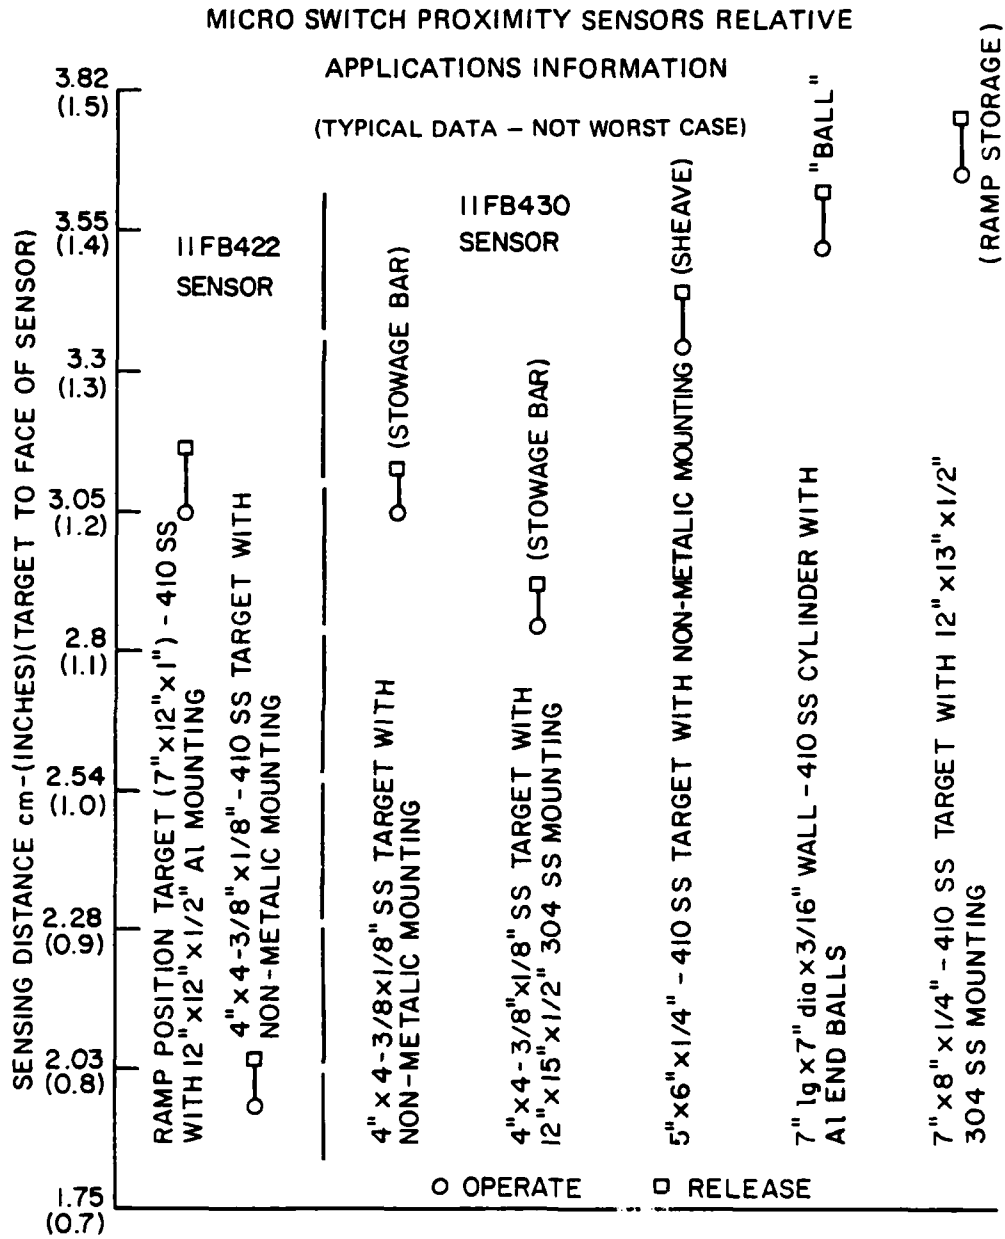 MICRO SWITCH PROXIMITY SENSORS RELATIVE
APPLICATIONS INFORMATION
(TYPICAL DATA – NOT WORST CASE)
SENSING DISTANCE cm-(INCHES)(TARGET TO FACE OF SENSOR)
3.82
(1.5)
3.55
(1.4)
3.3
(1.3)
3.05
(1.2)
2.8
(1.1)
2.54
(1.0)
2.28
(0.9)
2.03
(0.8)
1.75
(0.7)
11FB422
SENSOR
RAMP POSITION TARGET (7"x12"x1") - 410 SS
WITH 12"x12"x1/2" Al MOUNTING
4"x4-3/8"x1/8" - 410 SS TARGET WITH
NON-METALIC MOUNTING
11FB430
SENSOR
(STOWAGE BAR)
4"x4-3/8x1/8" SS TARGET WITH
NON-METALIC MOUNTING
(STOWAGE BAR)
4"x4-3/8"x1/8" SS TARGET WITH
12"x15"x1/2" 304 SS MOUNTING
5"x6"x1/4" - 410 SS TARGET WITH NON-METALIC MOUNTING
(SHEAVE)
"BALL"
7" lg x 7" dia x 3/16" WALL - 410 SS CYLINDER WITH
Al END BALLS
(RAMP STORAGE)
7"x8"x1/4" - 410 SS TARGET WITH 12"x13"x1/2"
304 SS MOUNTING
OPERATE
RELEASE